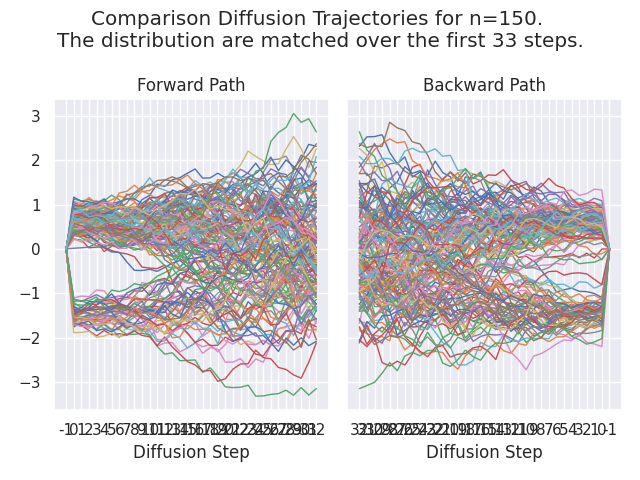 Comparison Diffusion Trajectories for n=150.
The distribution are matched over the first 33 steps.
Forward Path
Backward Path
3
2
1
0
−1
−2
−3
Diffusion Step
Diffusion Step